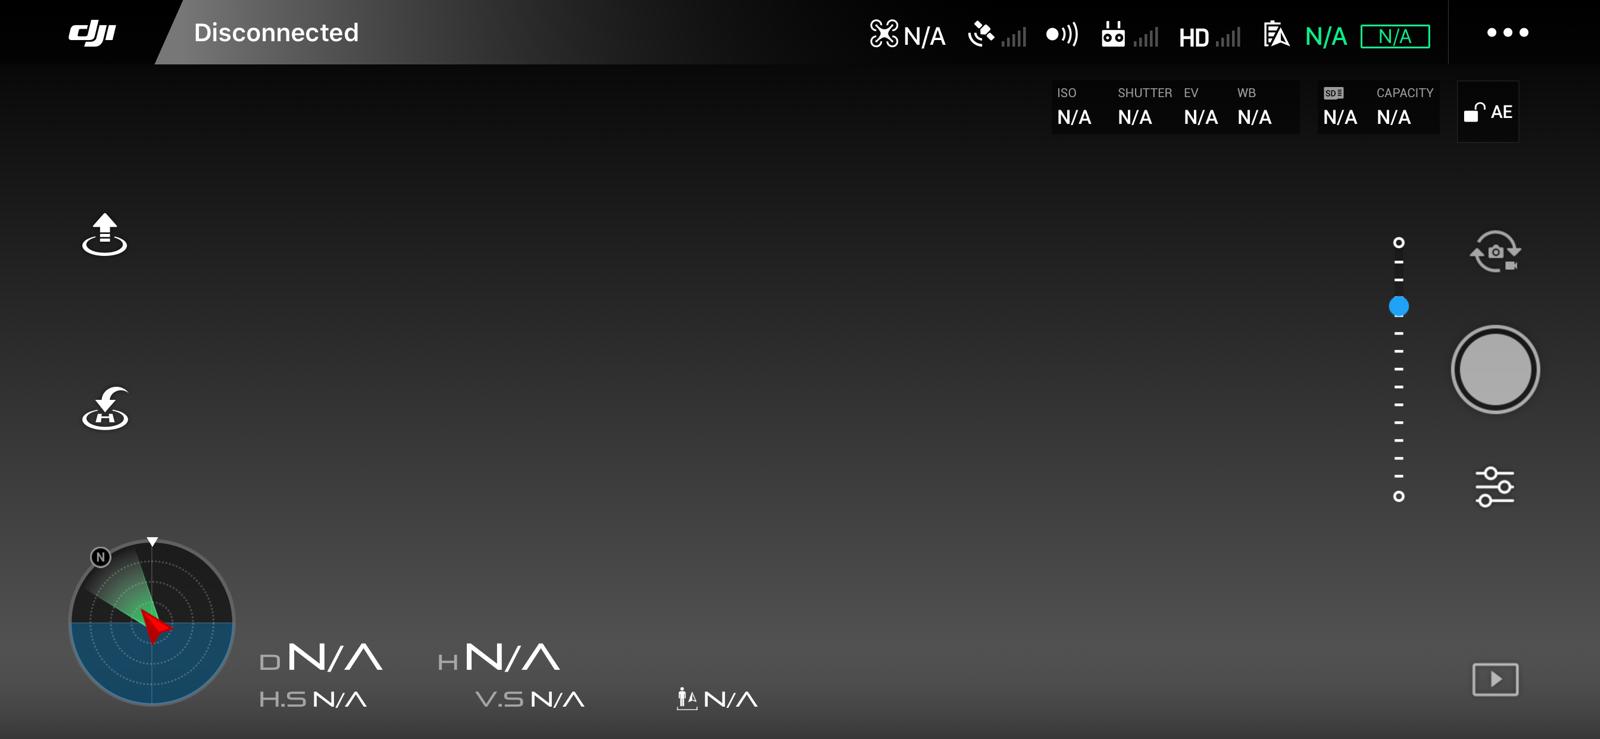 dji
Disconnected
N/A
HD
N/A
N/A
ISO SHUTTER EV WB
N/A N/A N/A N/A
SD CAPACITY
N/A N/A
AE
H
N
D N/A
H N/A
H.S N/A
V.S N/A
N/A